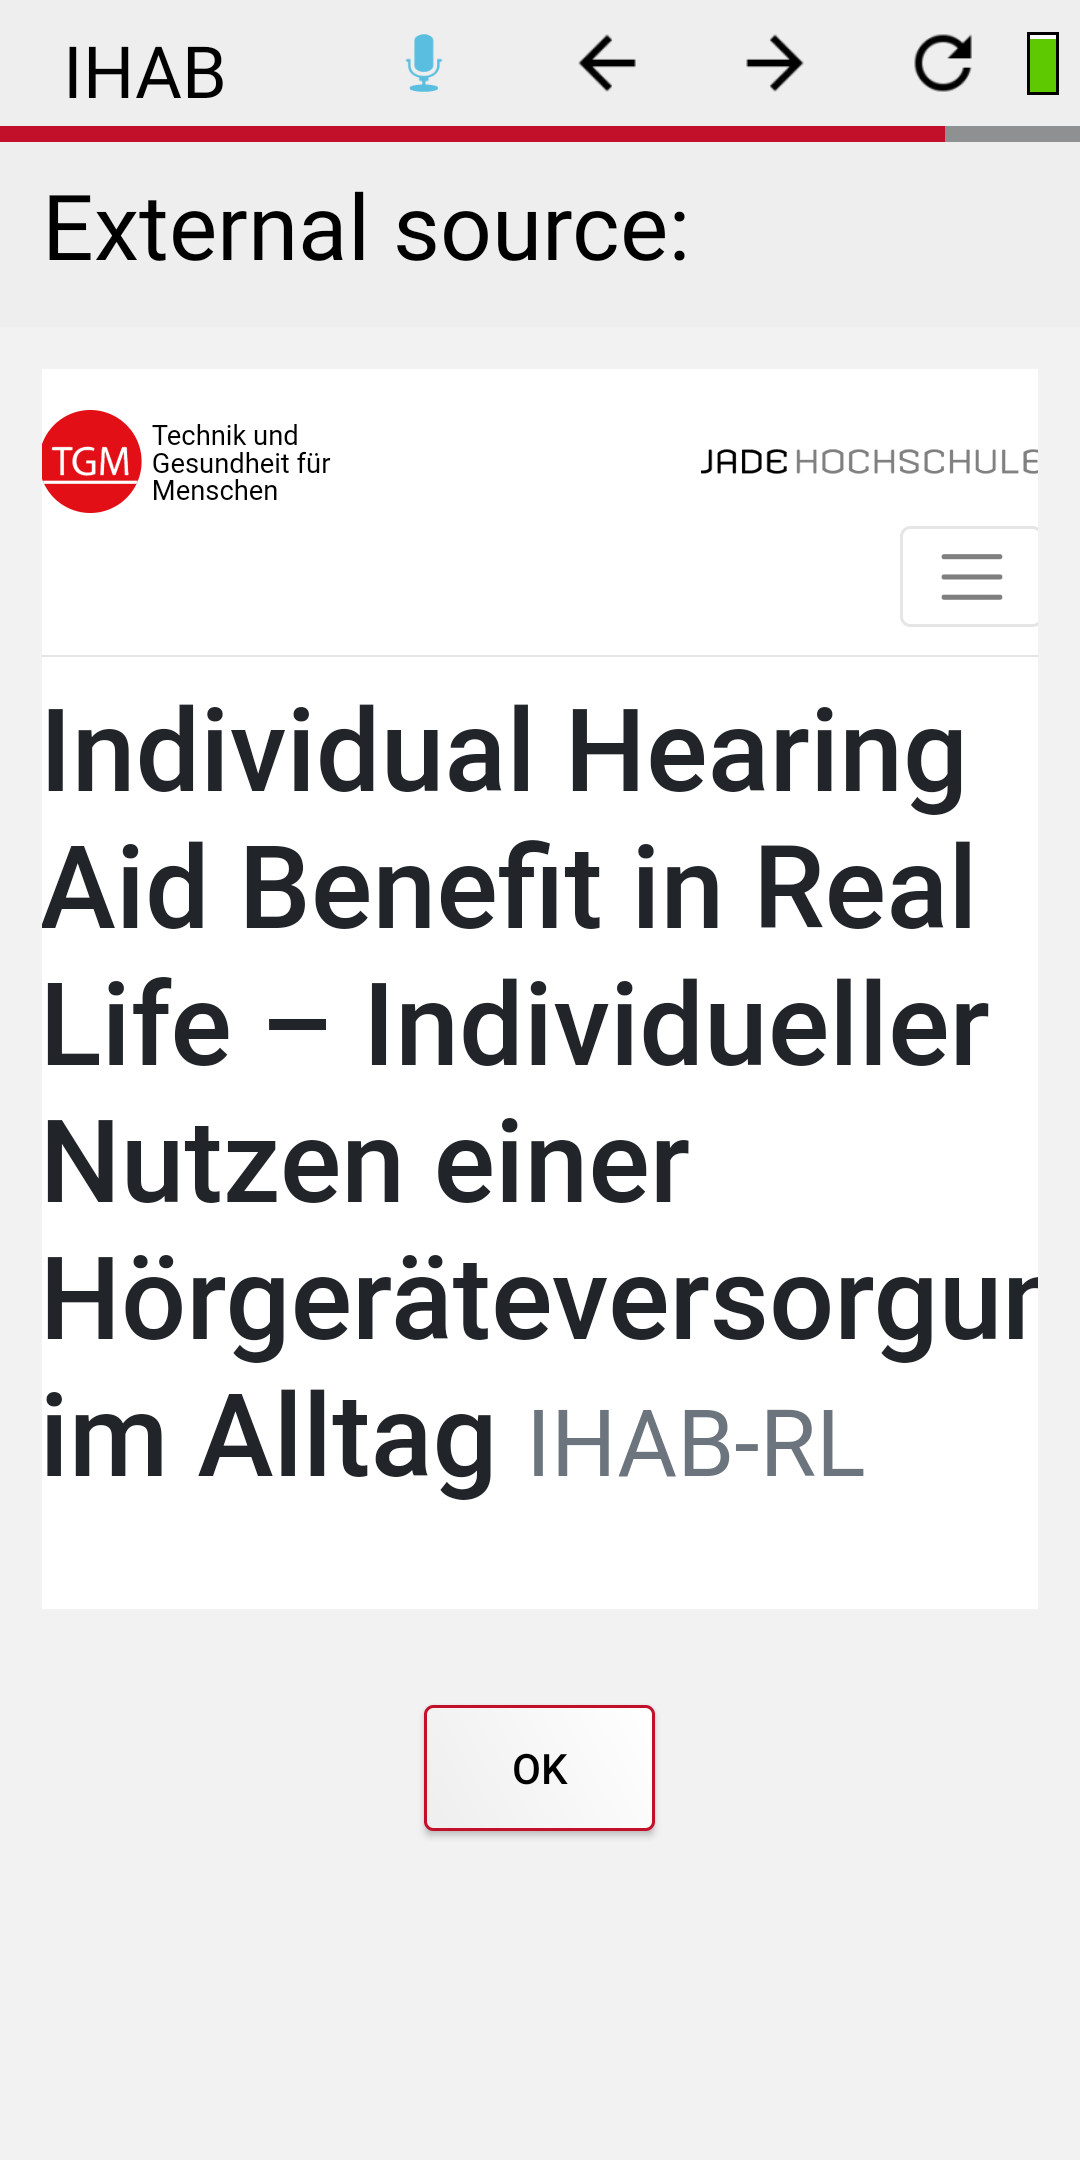 IHAB
External source:
TGM
Technik und
Gesundheit für
Menschen
JADE HOCHSCHULE
Individual Hearing
Aid Benefit in Real
Life – Individueller
Nutzen einer
Hörgeräteversorgun
im Alltag IHAB-RL
OK